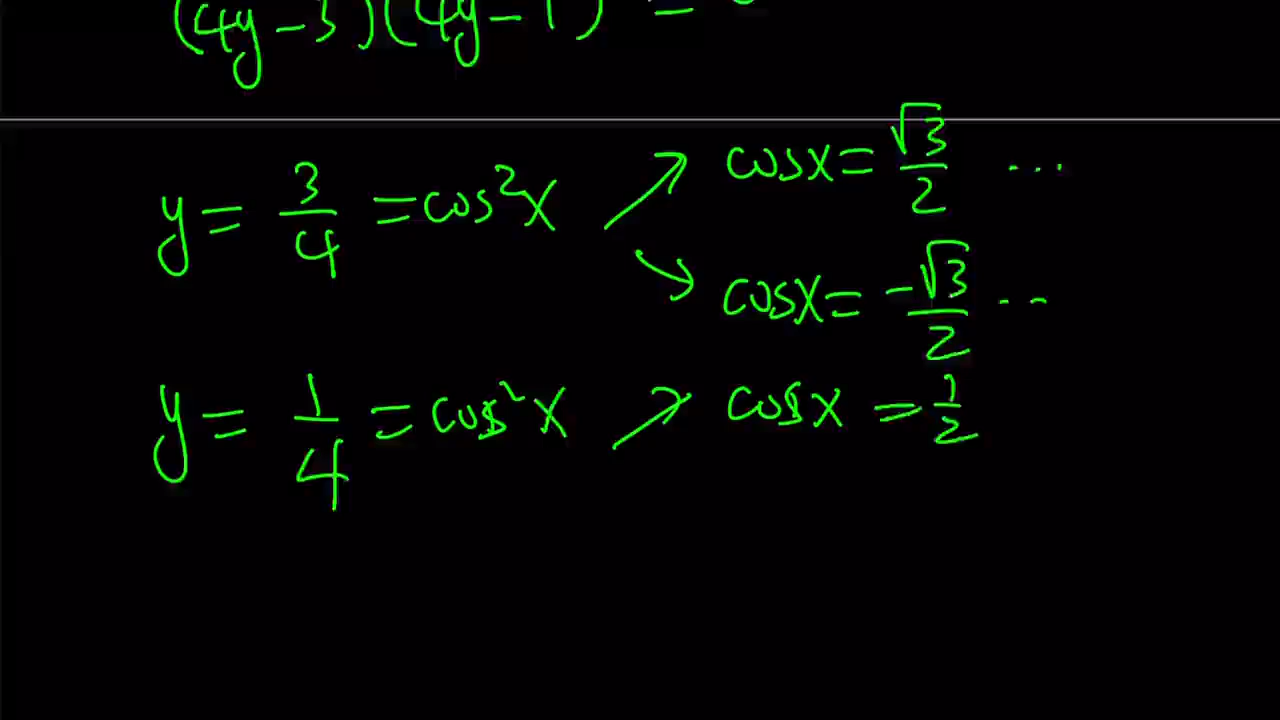 (4y-3)(4y-1) =
y = 3/4 = cos²x ↗ cosx = √3/2 ...
↘ cosx = -√3/2 ..
y = 1/4 = cos²x ↗ cosx = 1/2